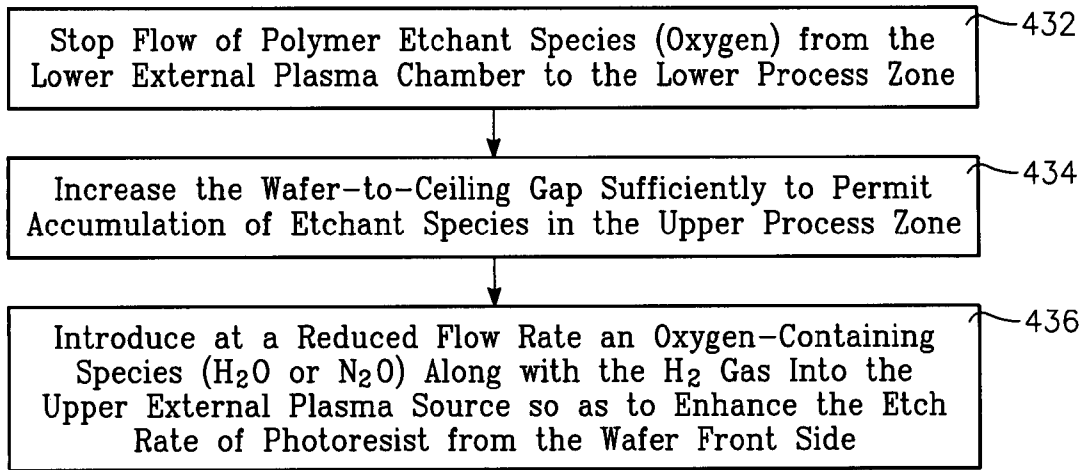 Stop Flow of Polymer Etchant Species (Oxygen) from the
Lower External Plasma Chamber to the Lower Process Zone
432
Increase the Wafer-to-Ceiling Gap Sufficiently to Permit
Accumulation of Etchant Species in the Upper Process Zone
434
Introduce at a Reduced Flow Rate an Oxygen-Containing
Species (H₂O or N₂O) Along with the H₂ Gas Into the
Upper External Plasma Source so as to Enhance the Etch
Rate of Photoresist from the Wafer Front Side
436